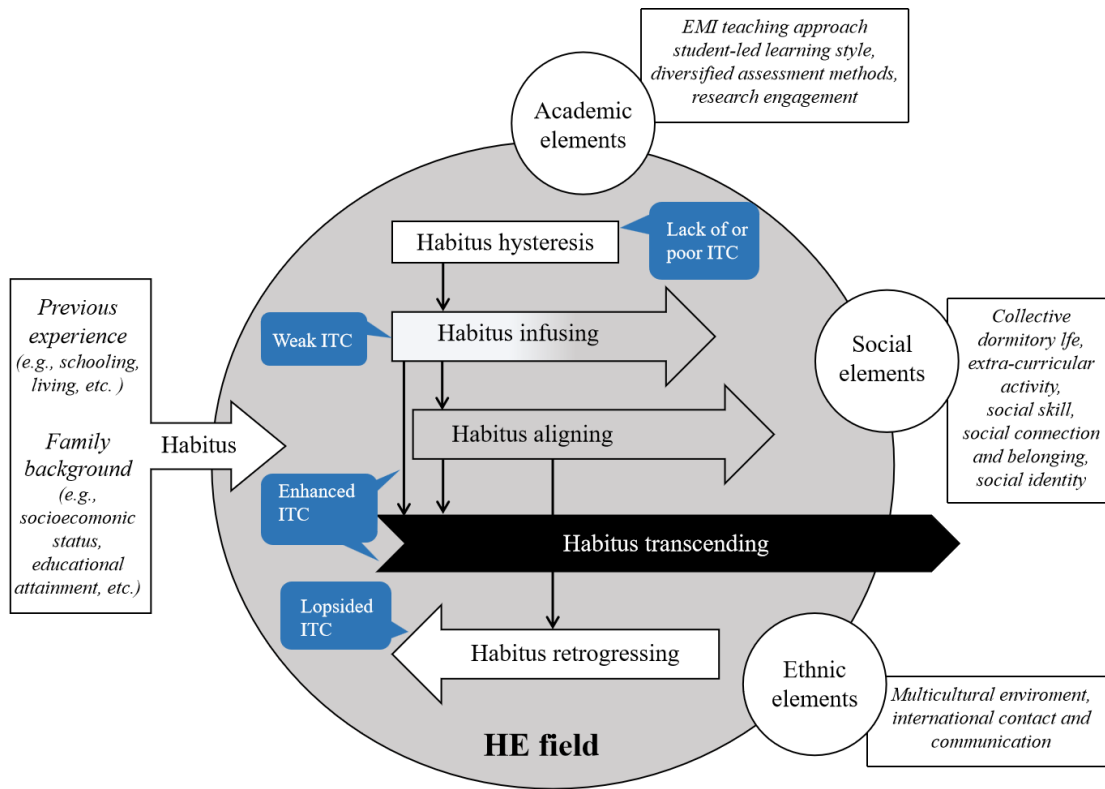 EMI teaching approach
student-led learning style,
diversified assessment methods,
research engagement
Academic
elements
Habitus hysteresis
Lack of or
poor ITC
Weak ITC
Habitus infusing
Previous
experience
(e.g., schooling,
living, etc. )
Family
background
(e.g.,
socioecomonic
status,
educational
attainment, etc.)
Habitus
Social
elements
Collective
dormitory lfe,
extra-curricular
activity,
social skill,
social connection
and belonging,
social identity
Habitus aligning
Enhanced
ITC
Habitus transcending
Lopsided
ITC
Habitus retrogressing
Ethnic
elements
Multicultural enviroment,
international contact and
communication
HE field